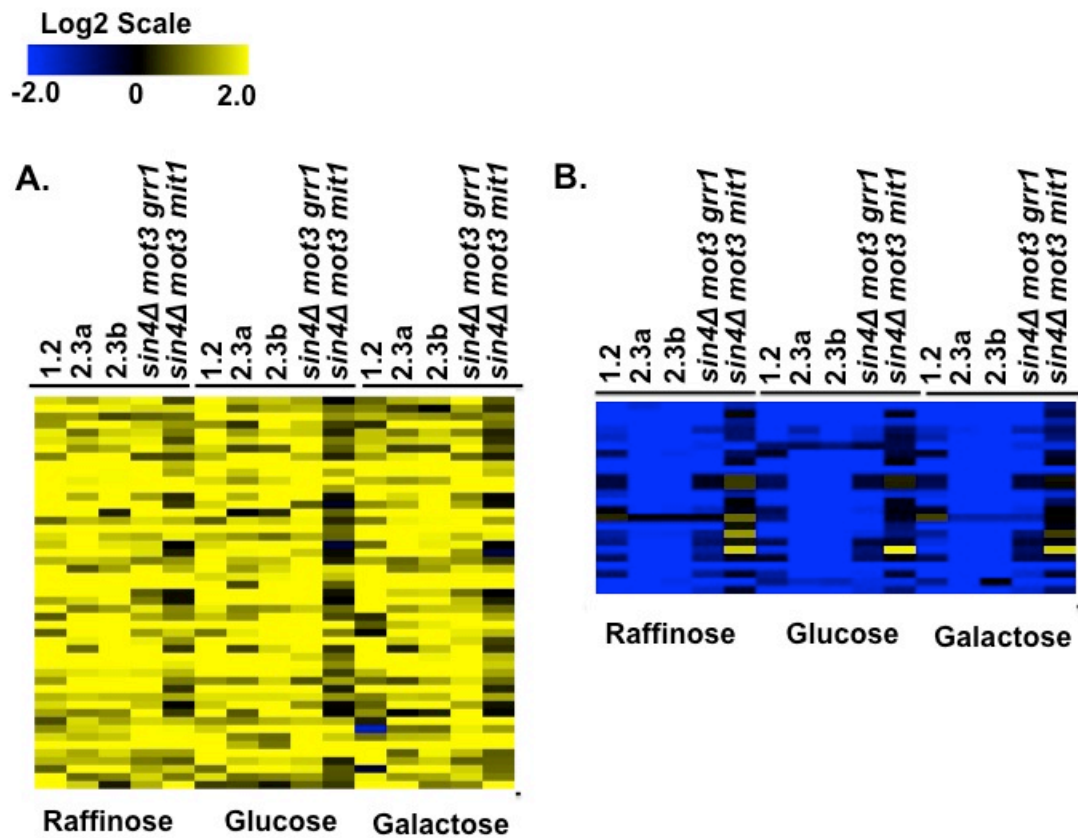 Log2 Scale
-2.0 0 2.0
A.
1.2
2.3a
2.3b
sin4Δ mot3 grr1
sin4Δ mot3 mit1
1.2
2.3a
2.3b
sin4Δ mot3 grr1
sin4Δ mot3 mit1
1.2
2.3a
2.3b
sin4Δ mot3 grr1
sin4Δ mot3 mit1
Raffinose Glucose Galactose
B.
1.2
2.3a
2.3b
sin4Δ mot3 grr1
sin4Δ mot3 mit1
1.2
2.3a
2.3b
sin4Δ mot3 grr1
sin4Δ mot3 mit1
1.2
2.3a
2.3b
sin4Δ mot3 grr1
sin4Δ mot3 mit1
Raffinose Glucose Galactose